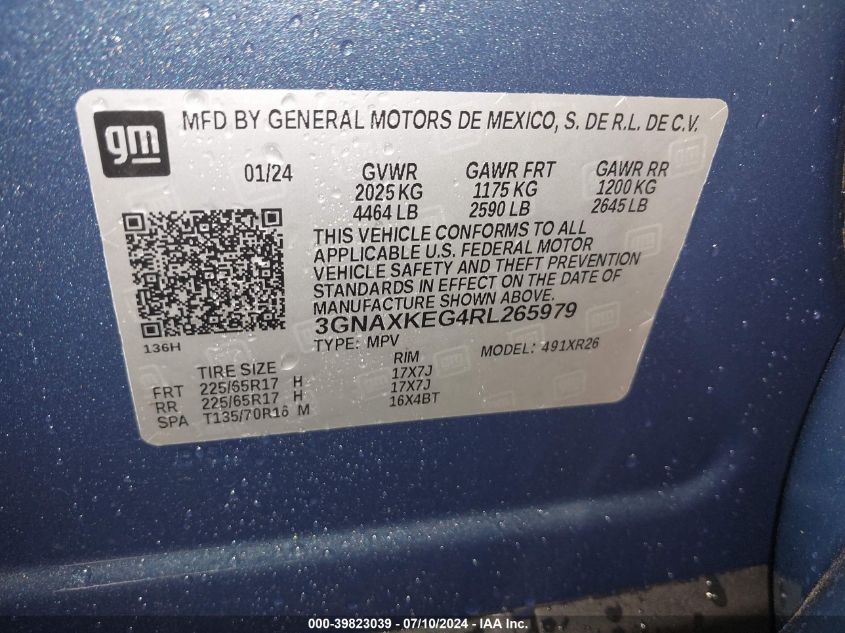 gm
MFD BY GENERAL MOTORS DE MEXICO, S. DE R.L. DE C.V.
01/24 GVWR GAWR FRT GAWR RR
2025 KG 1175 KG 1200 KG
4464 LB 2590 LB 2645 LB
THIS VEHICLE CONFORMS TO ALL
APPLICABLE U.S. FEDERAL MOTOR
VEHICLE SAFETY AND THEFT PREVENTION
STANDARDS IN EFFECT ON THE DATE OF
MANUFACTURE SHOWN ABOVE.
3GNAXKEG4RL265979
136H
TYPE: MPV MODEL: 491XR26
TIRE SIZE RIM
FRT 225/65R17 H 17X7J
RR 225/65R17 H 17X7J
SPA T135/70R16 M 16X4BT
000-39823039 - 07/10/2024 - IAA Inc.